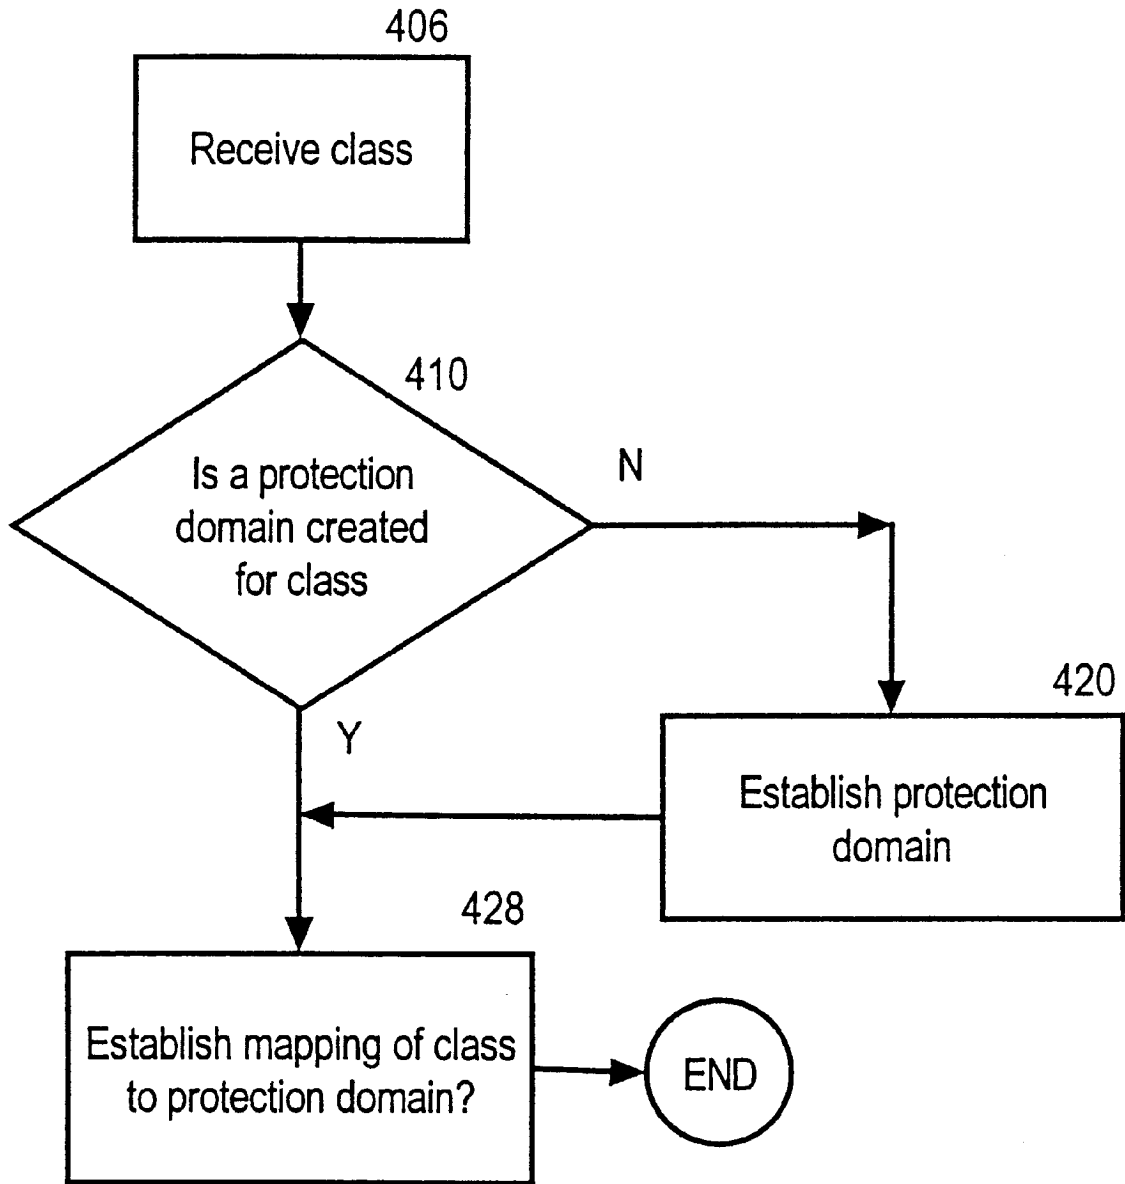 406
Receive class
410
Is a protection
domain created
for class
N
Y
420
Establish protection
domain
428
Establish mapping of class
to protection domain?
END